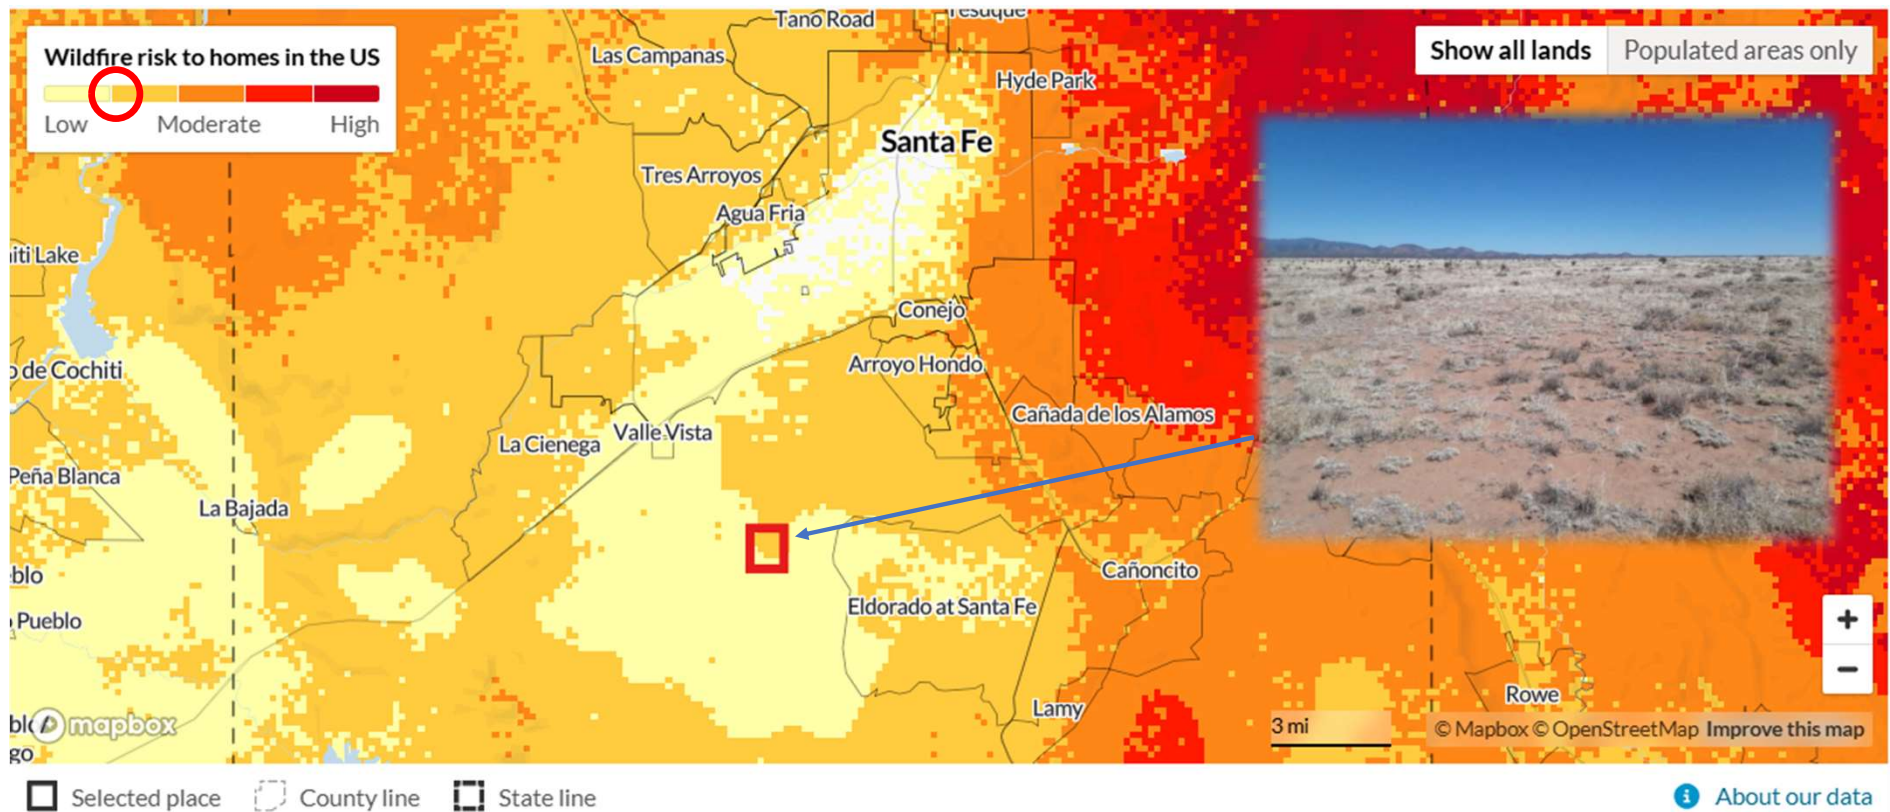 Wildfire risk to homes in the US
Low Moderate High
Show all lands Populated areas only
Tano Road
Las Campanas
Hyde Park
Santa Fe
Tres Arroyos
Agua Fria
Conejo
Arroyo Hondo
de Cochiti
Cañada de los Alamos
Valle Vista
La Cienega
Peña Blanca
La Bajada
Cañoncito
Eldorado at Santa Fe
Pueblo
Rowe
Lamy
mapbox
3 mi
© Mapbox © OpenStreetMap Improve this map
Selected place County line State line
About our data